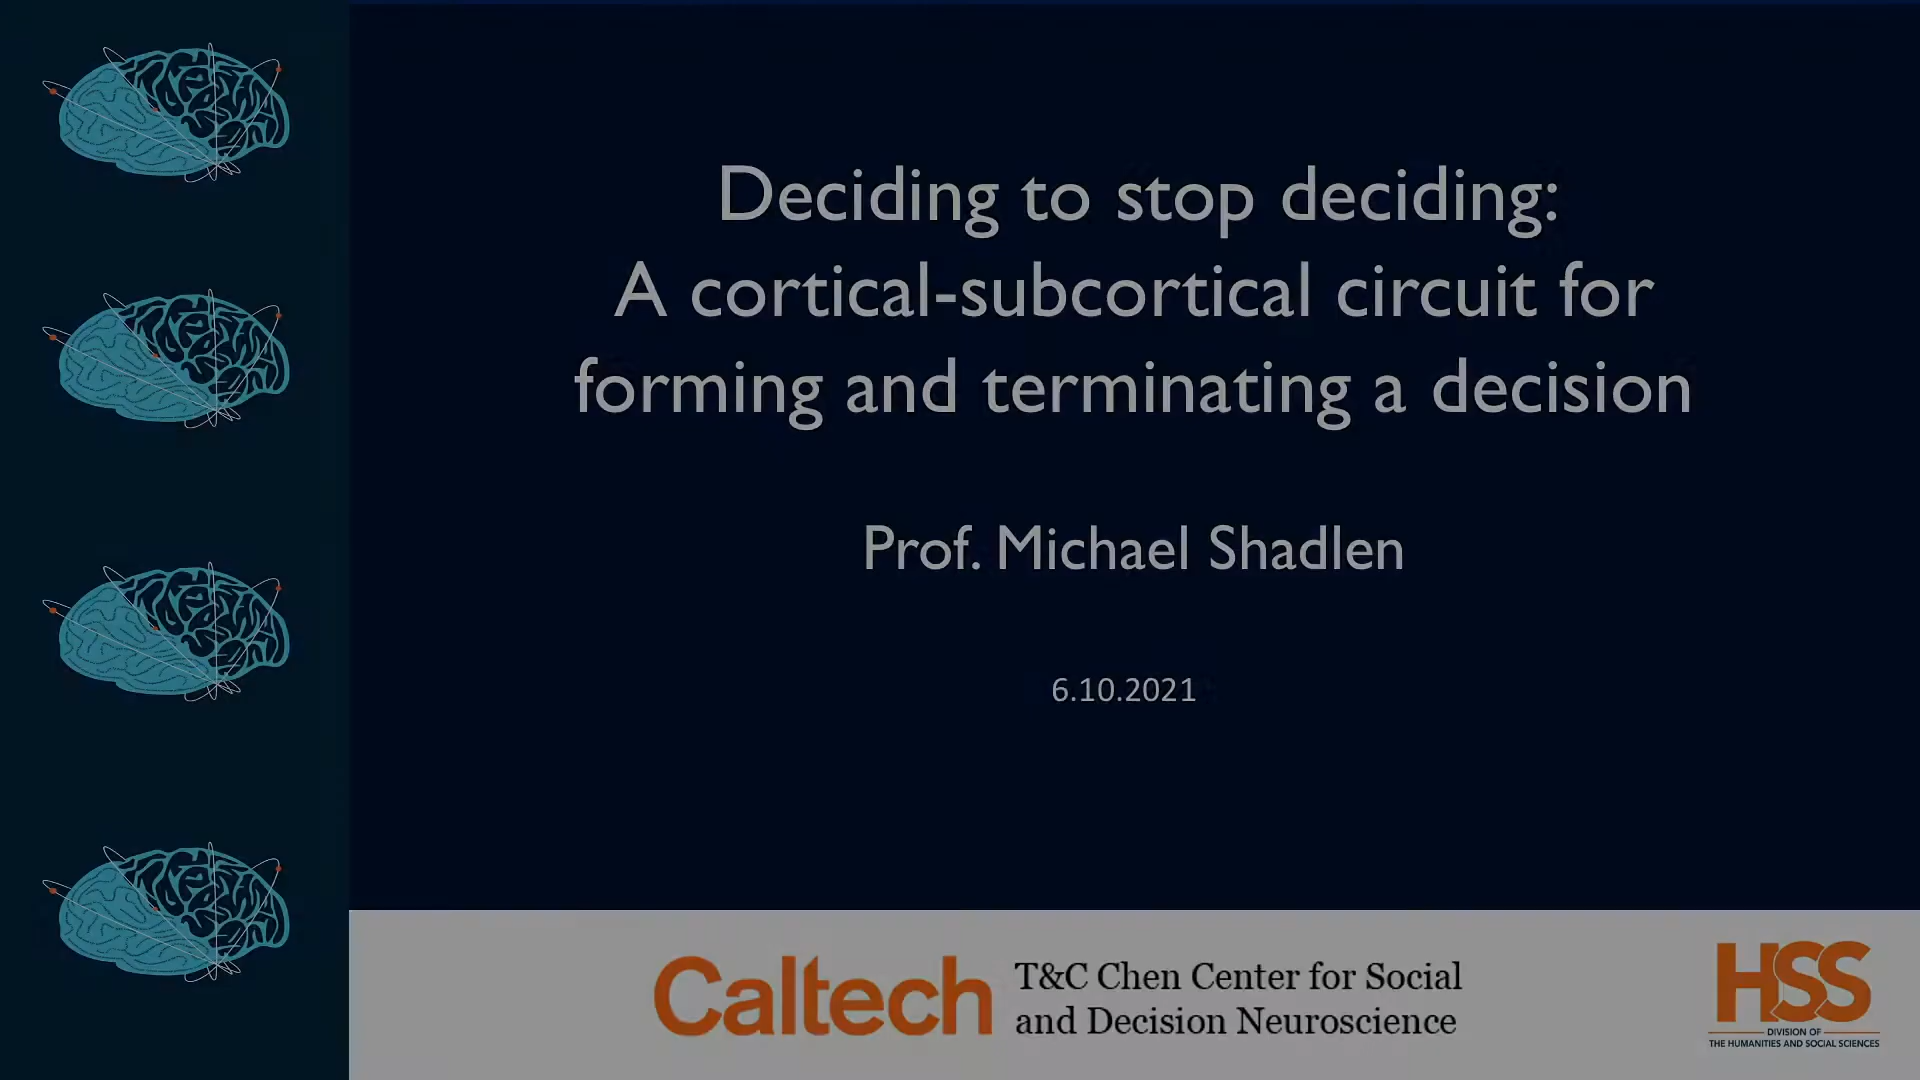 Deciding to stop deciding:
A cortical-subcortical circuit for
forming and terminating a decision
Prof. Michael Shadlen
6.10.2021
Caltech
T&C Chen Center for Social
and Decision Neuroscience
HSS
DIVISION OF
THE HUMANITIES AND SOCIAL SCIENCES